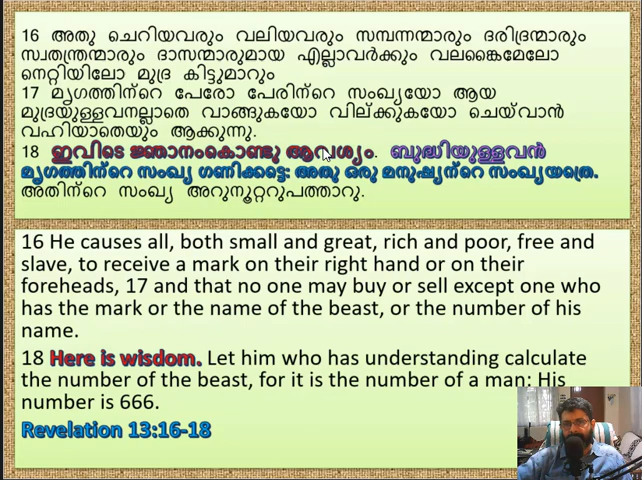 16 അതു ചെറിയവരും വലിയവരും സമ്പന്നന്മാരും ദരിദ്രന്മാരും
സ്വതന്ത്രന്മാരും ദാസന്മാരുമായ എല്ലാവർക്കും വലങ്കൈമേലോ
നെറ്റിയിലോ മുദ്ര കിട്ടുമാറും
17 മൃഗത്തിന്റെ പേരോ പേരിന്റെ സംഖ്യയോ ആയ
മുദ്രയുള്ളവനല്ലാതെ വാങ്ങുകയോ വില്ക്കുകയോ ചെയ്‌വാൻ
വഹിയാതെയും ആക്കുന്നു.
18 ഇവിടെ ജ്ഞാനംകൊണ്ടു ആവശ്യം. ബുദ്ധിയുള്ളവൻ
മൃഗത്തിന്റെ സംഖ്യ ഗണിക്കട്ടെ: അതു ഒരു മനുഷ്യന്റെ സംഖ്യയത്രെ.
അതിന്റെ സംഖ്യ അറുനൂററുപത്താറു.
16 He causes all, both small and great, rich and poor, free and
slave, to receive a mark on their right hand or on their
foreheads, 17 and that no one may buy or sell except one who
has the mark or the name of the beast, or the number of his
name.
18 Here is wisdom. Let him who has understanding calculate
the number of the beast, for it is the number of a man: His
number is 666.
Revelation 13:16-18